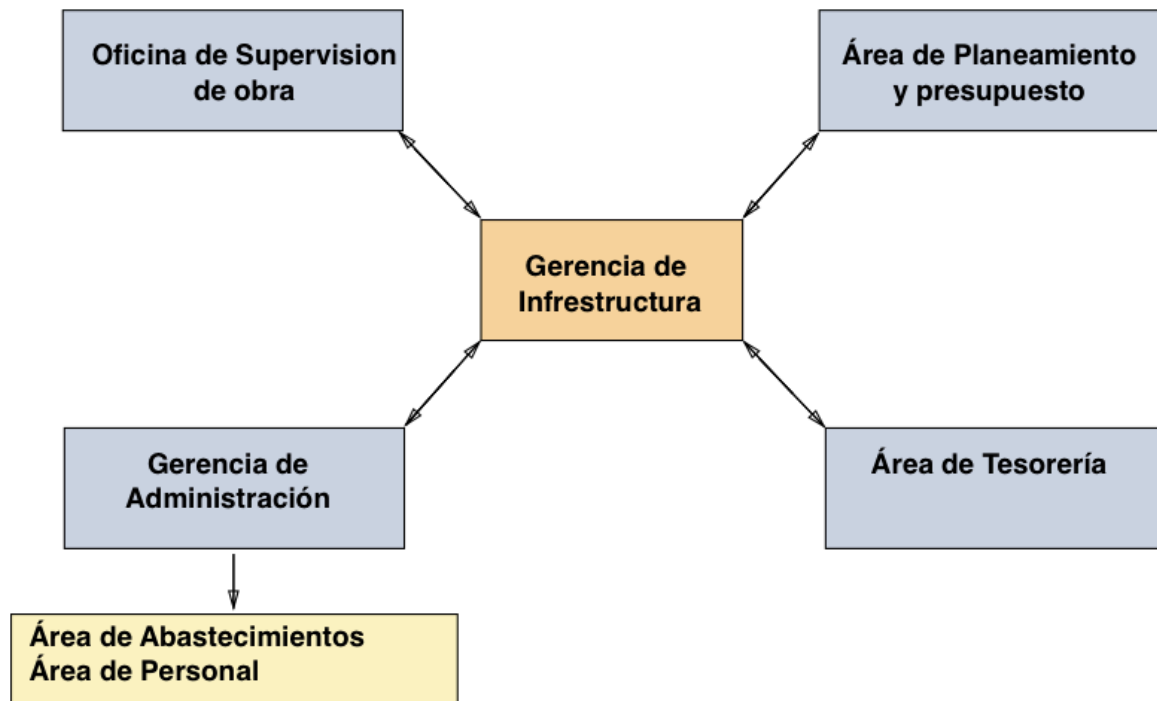 Oficina de Supervision
de obra
Área de Planeamiento
y presupuesto
Gerencia de
Infrestructura
Gerencia de
Administración
Área de Tesorería
Área de Abastecimientos
Área de Personal